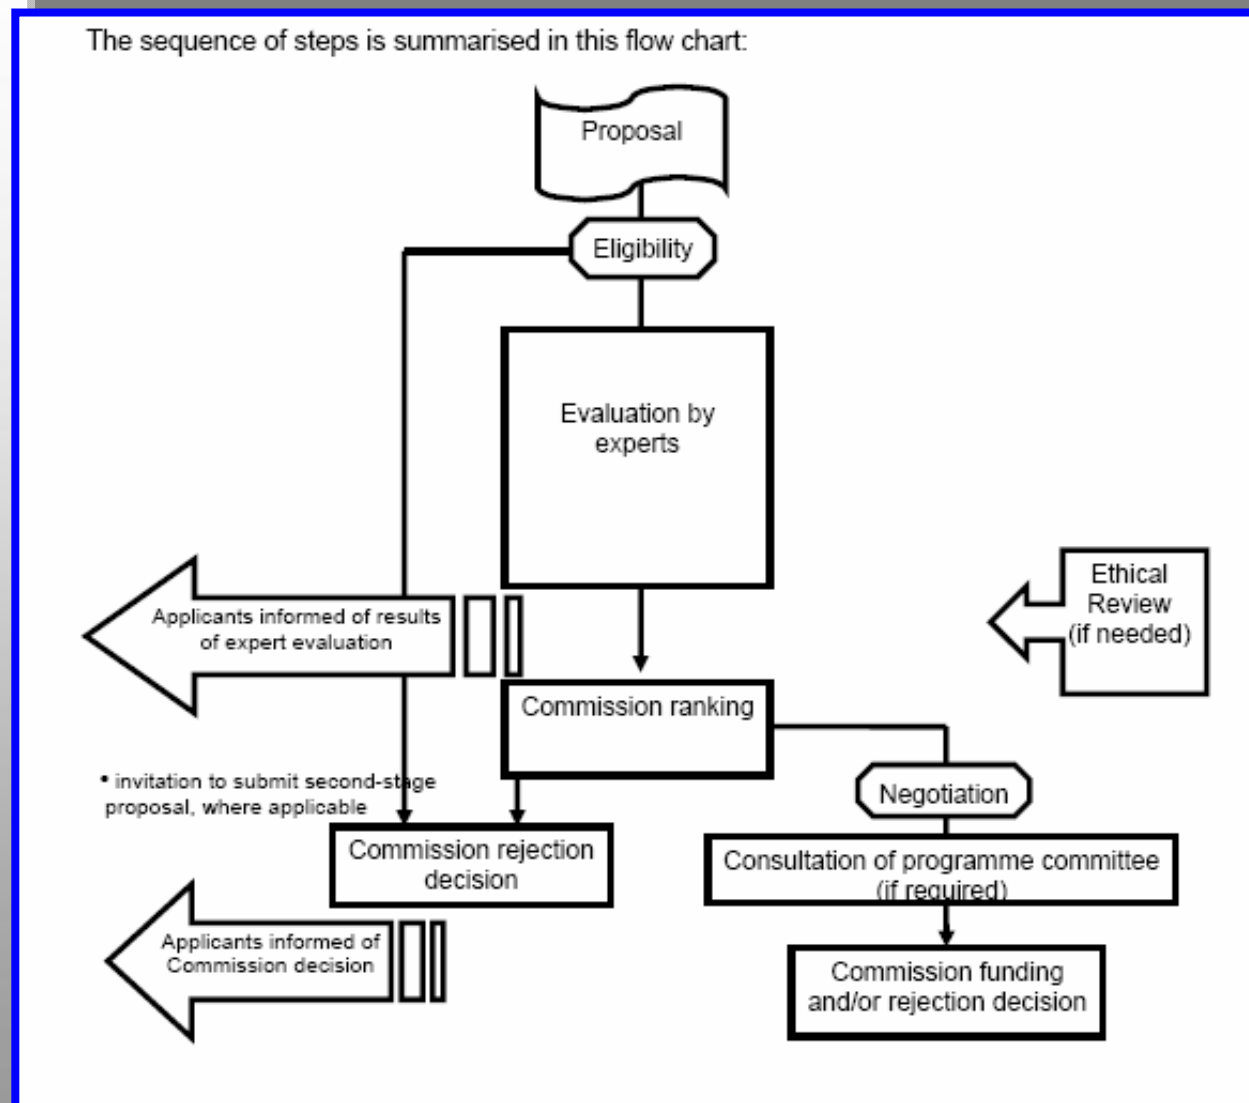 The sequence of steps is summarised in this flow chart:
Proposal
Eligibility
Evaluation by
experts
Ethical
Review
(if needed)
Applicants informed of results
of expert evaluation
Commission ranking
• invitation to submit second-stage
proposal, where applicable
Negotiation
Commission rejection
decision
Consultation of programme committee
(if required)
Applicants informed of
Commission decision
Commission funding
and/or rejection decision